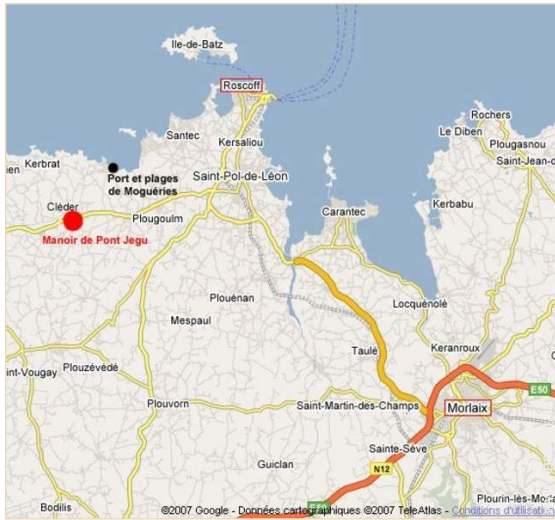 Ile-de-Batz
Roscoff
Rochers
Le Diben
Plougasnou
Santec
Kersaliou
Saint-Jean-d
Kerbrat
Port et plages
de Moguéries
Saint-Pol-de-Léon
Cléder
Plougoulm
Carantec
Kerbabu
Manoir de Pont Jegu
Plouénan
Locquénolé
Mespaul
Taulé
Keranroux
Plouzévédé
int-Vougay
E50
Plouvorn
Saint-Martin-des-Champs
Morlaix
Sainte-Sève
Guiclan
N12
Bodilis
Plourin-lès-Mo
©2007 Google - Données cartographiques ©2007 TeleAtlas - Conditions d'utilisation